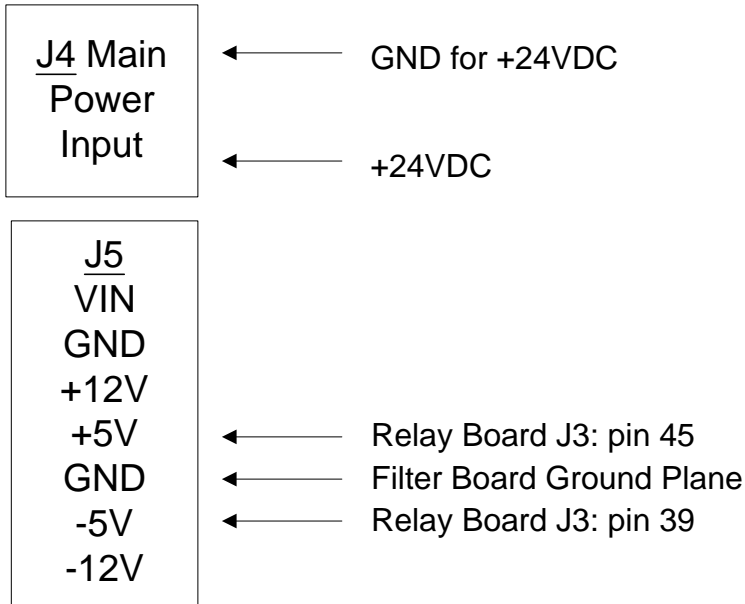 J4 Main
Power
Input
GND for +24VDC
+24VDC
J5
VIN
GND
+12V
+5V
GND
-5V
-12V
Relay Board J3: pin 45
Filter Board Ground Plane
Relay Board J3: pin 39